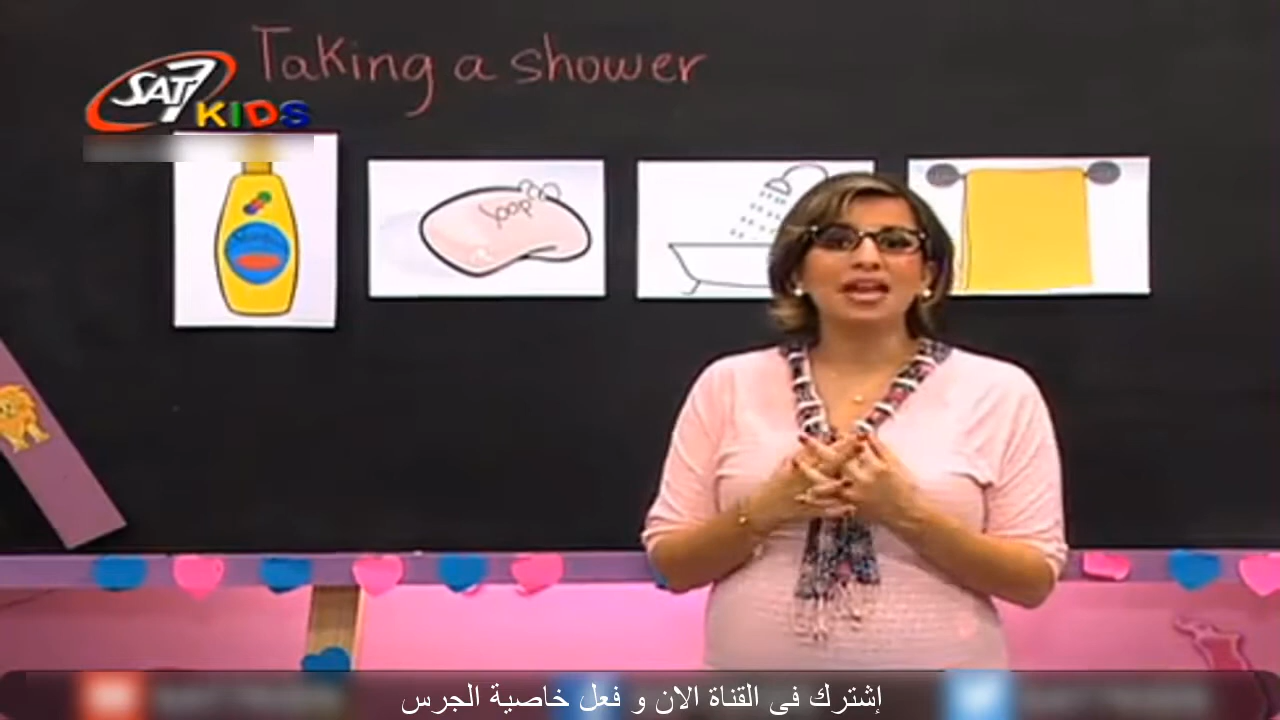 Taking a shower
SAT7
KIDS
Soap
إشترك فى القناة الان و فعل خاصية الجرس